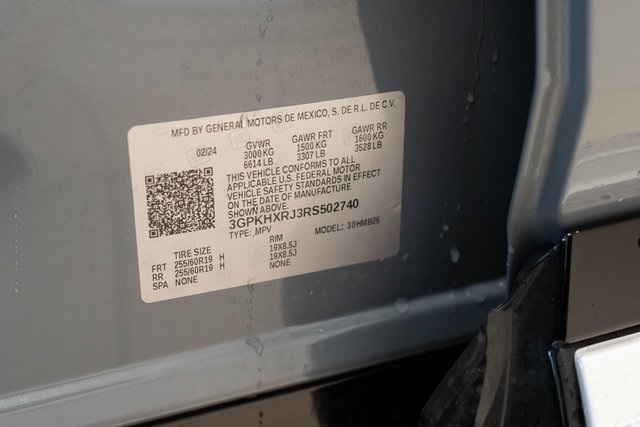 MFD BY GENERAL MOTORS DE MEXICO, S. DE R.L. DE C.V.
02/24 GVWR GAWR FRT GAWR RR
3000 KG 1500 KG 1600 KG
6614 LB 3307 LB 3528 LB
THIS VEHICLE CONFORMS TO ALL
APPLICABLE U.S. FEDERAL MOTOR
VEHICLE SAFETY STANDARDS IN EFFECT
ON THE DATE OF MANUFACTURE
SHOWN ABOVE.
3GPKHXRJ3RS502740
TYPE: MPV MODEL: 30HMB26
TIRE SIZE RIM
FRT 255/60R19 H 19X8.5J
RR 255/60R19 H 19X8.5J
SPA NONE NONE